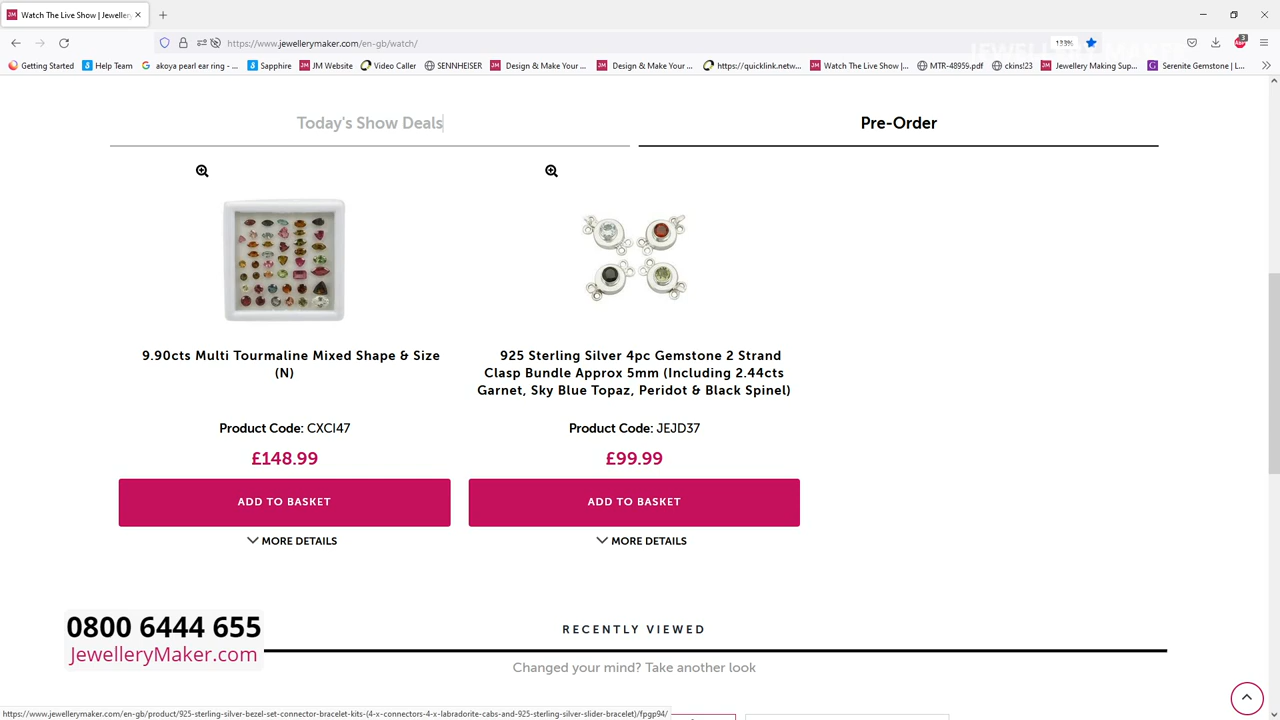 Watch The Live Show | Jewellery
https://www.jewellerymaker.com/en-gb/watch/
133%
3
Getting Started
Help Team
akoya pearl ear ring - ...
Sapphire
JM Website
Video Caller
SENNHEISER
Design & Make Your ...
Design & Make Your ...
https://quicklink.netw...
Watch The Live Show |...
MTR-48959.pdf
ckins!23
Jewellery Making Sup...
Serenite Gemstone | L...
Today's Show Deals
Pre-Order
9.90cts Multi Tourmaline Mixed Shape & Size
(N)
Product Code: CXCI47
£148.99
ADD TO BASKET
MORE DETAILS
925 Sterling Silver 4pc Gemstone 2 Strand
Clasp Bundle Approx 5mm (Including 2.44cts
Garnet, Sky Blue Topaz, Peridot & Black Spinel)
Product Code: JEJD37
£99.99
ADD TO BASKET
MORE DETAILS
0800 6444 655
JewelleryMaker.com
RECENTLY VIEWED
Changed your mind? Take another look
https://www.jewellerymaker.com/en-gb/product/925-sterling-silver-bezel-set-connector-bracelet-kits-(4-x-connectors-4-x-labradorite-cabs-and-925-sterling-silver-slider-bracelet)/fpgp94/